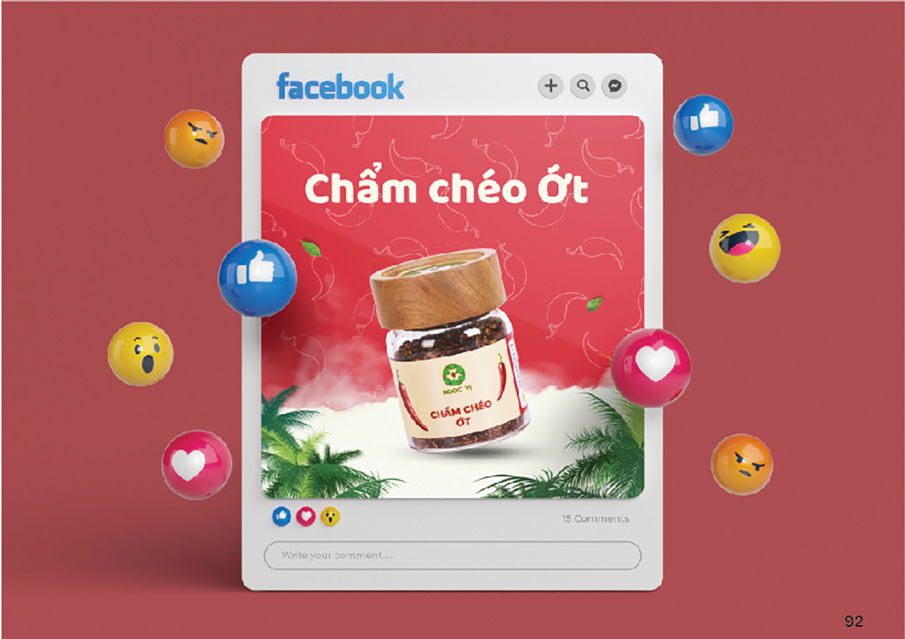 facebook
Chẩm chéo Ớt
NGỌC VỊ
CHẨM CHÉO
ỚT
15 Comments
Write your comment....
92